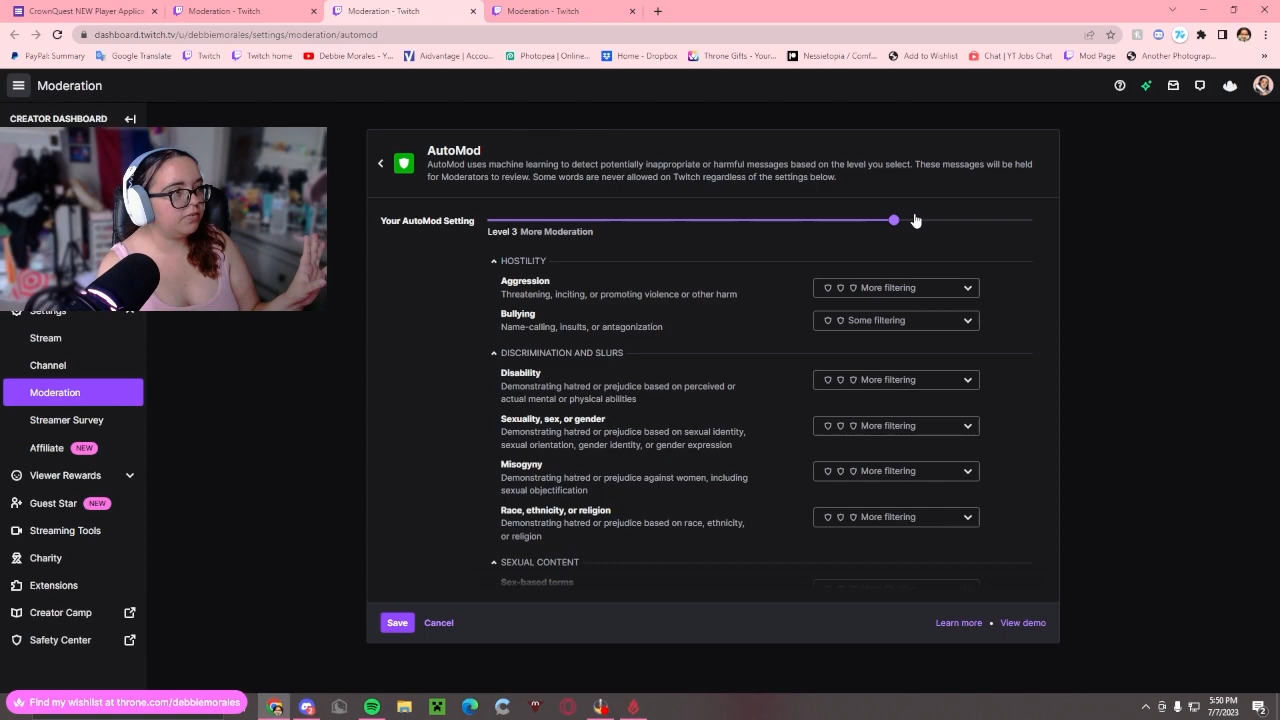 CrownQuest NEW Player Applic
Moderation - Twitch
Moderation - Twitch
Moderation - Twitch
dashboard.twitch.tv/u/debbiemorales/settings/moderation/automod
PayPal Summary
Google Translate
Twitch
Twitch
Debbie Morales - Y...
Advantage | Accou...
Photopea | Online...
Home - Dropbox
Throne Gifts - Your...
Nessietopia / Comf...
Add to Wishlist
Chat | YT Jobs Chat
Mod Page
Another Photograp...
»
Moderation
CREATOR DASHBOARD
Settings
Stream
Channel
Moderation
Streamer Survey
Affiliate NEW
Viewer Rewards
Guest Star NEW
Streaming Tools
Charity
Extensions
Creator Camp
Safety Center
AutoMod
AutoMod uses machine learning to detect potentially inappropriate or harmful messages based on the level you select. These messages will be held
for Moderators to review. Some words are never allowed on Twitch regardless of the settings below.
Your AutoMod Setting
Level 3 More Moderation
HOSTILITY
Aggression
Threatening, inciting, or promoting violence or other harm
More filtering
Bullying
Name-calling, insults, or antagonization
Some filtering
DISCRIMINATION AND SLURS
Disability
Demonstrating hatred or prejudice based on perceived or
actual mental or physical abilities
More filtering
Sexuality, sex, or gender
Demonstrating hatred or prejudice based on sexual identity,
sexual orientation, gender identity, or gender expression
More filtering
Misogyny
Demonstrating hatred or prejudice against women, including
sexual objectification
More filtering
Race, ethnicity, or religion
Demonstrating hatred or prejudice based on race, ethnicity,
or religion
More filtering
SEXUAL CONTENT
Sex-based terms
Save
Cancel
Learn more • View demo
Find my wishlist at throne.com/debbiemorales
5:50 PM
7/7/2023
2